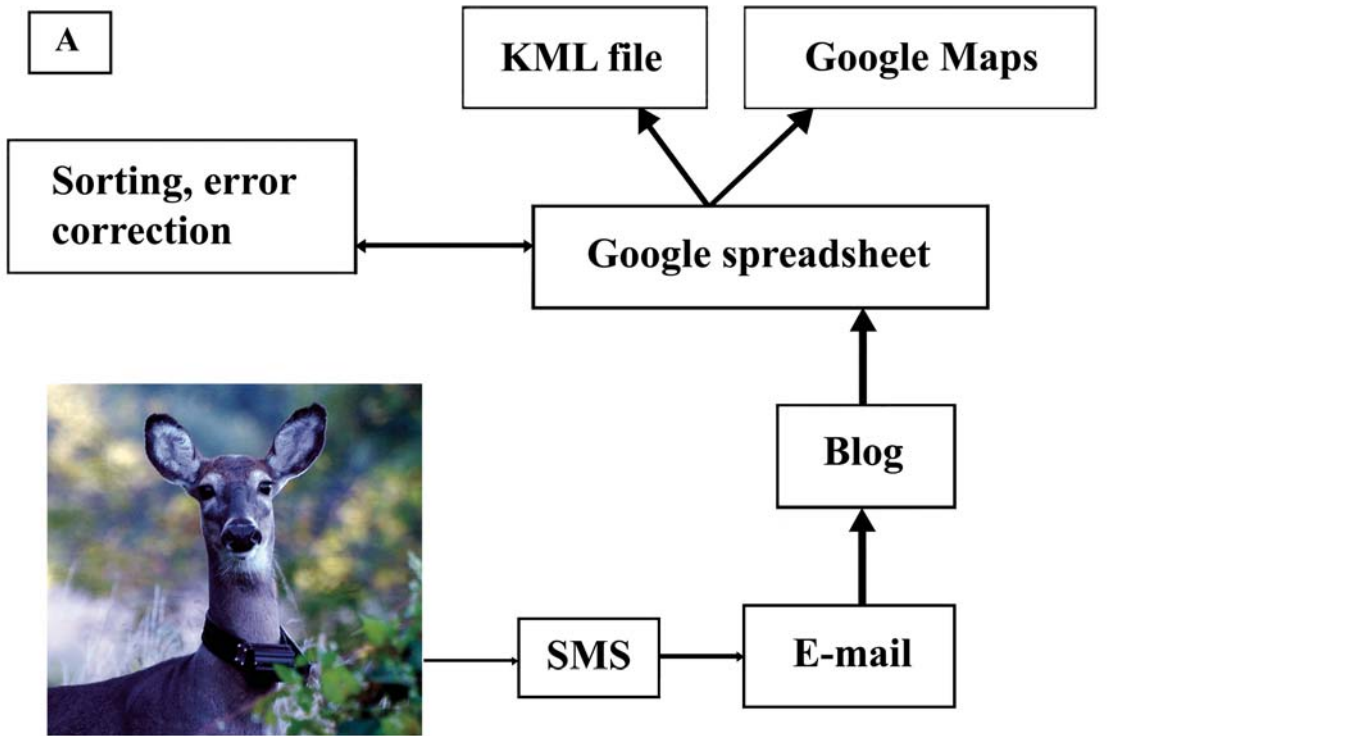 A
KML file
Google Maps
Sorting, error
correction
Google spreadsheet
Blog
SMS
E-mail